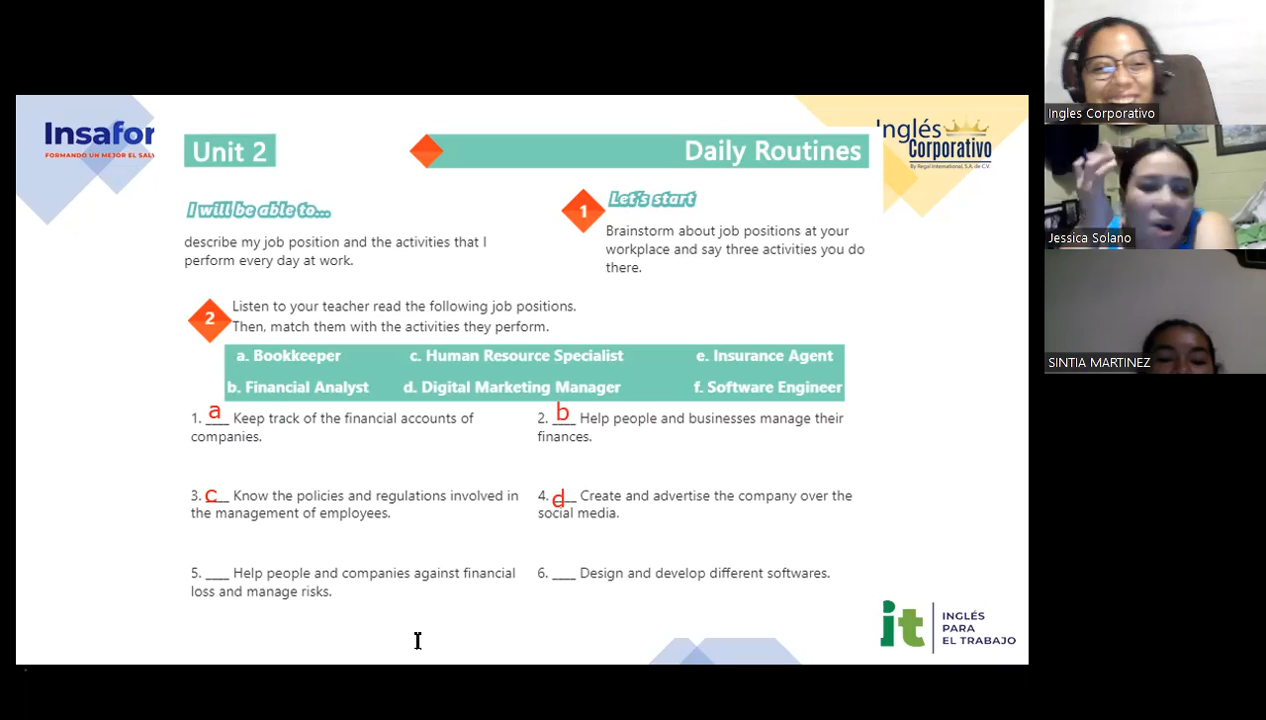 Insafor
FORMANDO UN MEJOR EL SALV
Unit 2
Daily Routines
Inglés
Corporativo
By Regal International, S.A. de C.V.
I will be able to...
describe my job position and the activities that I
perform every day at work.
1
Let's start
Brainstorm about job positions at your
workplace and say three activities you do
there.
2
Listen to your teacher read the following job positions.
Then, match them with the activities they perform.
a. Bookkeeper
c. Human Resource Specialist
e. Insurance Agent
b. Financial Analyst
d. Digital Marketing Manager
f. Software Engineer
1. a Keep track of the financial accounts of
companies.
2. b Help people and businesses manage their
finances.
3. c Know the policies and regulations involved in
the management of employees.
4. d Create and advertise the company over the
social media.
5. ____ Help people and companies against financial
loss and manage risks.
6. ____ Design and develop different softwares.
it
INGLÉS
PARA
EL TRABAJO
Ingles Corporativo
Jessica Solano
SINTIA MARTINEZ